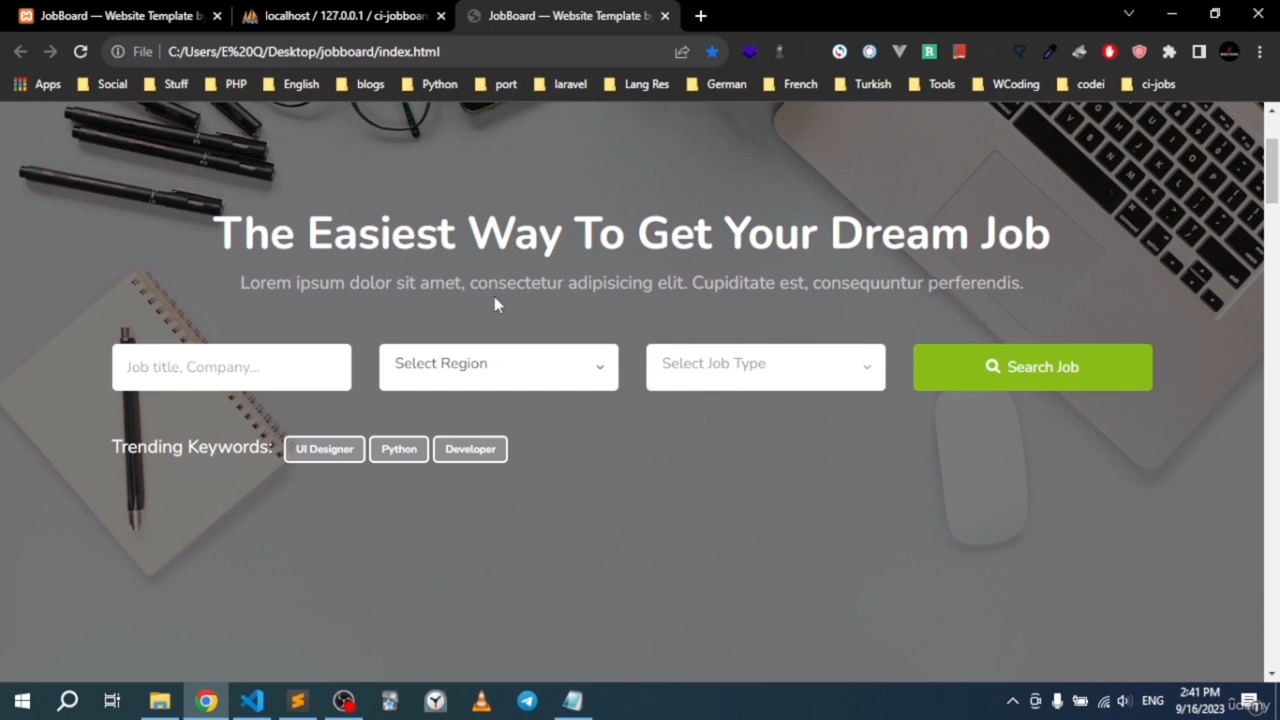 JobBoard — Website Template b
localhost / 127.0.0.1 / ci-jobboar
JobBoard — Website Template b
File
C:/Users/E%20Q/Desktop/jobboard/index.html
Apps
Social
Stuff
PHP
English
blogs
Python
port
laravel
Lang Res
German
French
Turkish
Tools
WCoding
codei
ci-jobs
The Easiest Way To Get Your Dream Job
Lorem ipsum dolor sit amet, consectetur adipisicing elit. Cupiditate est, consequuntur perferendis.
Job title, Company...
Select Region
Select Job Type
Search Job
Trending Keywords:
UI Designer
Python
Developer
ENG
2:41 PM
9/16/2023
udemy